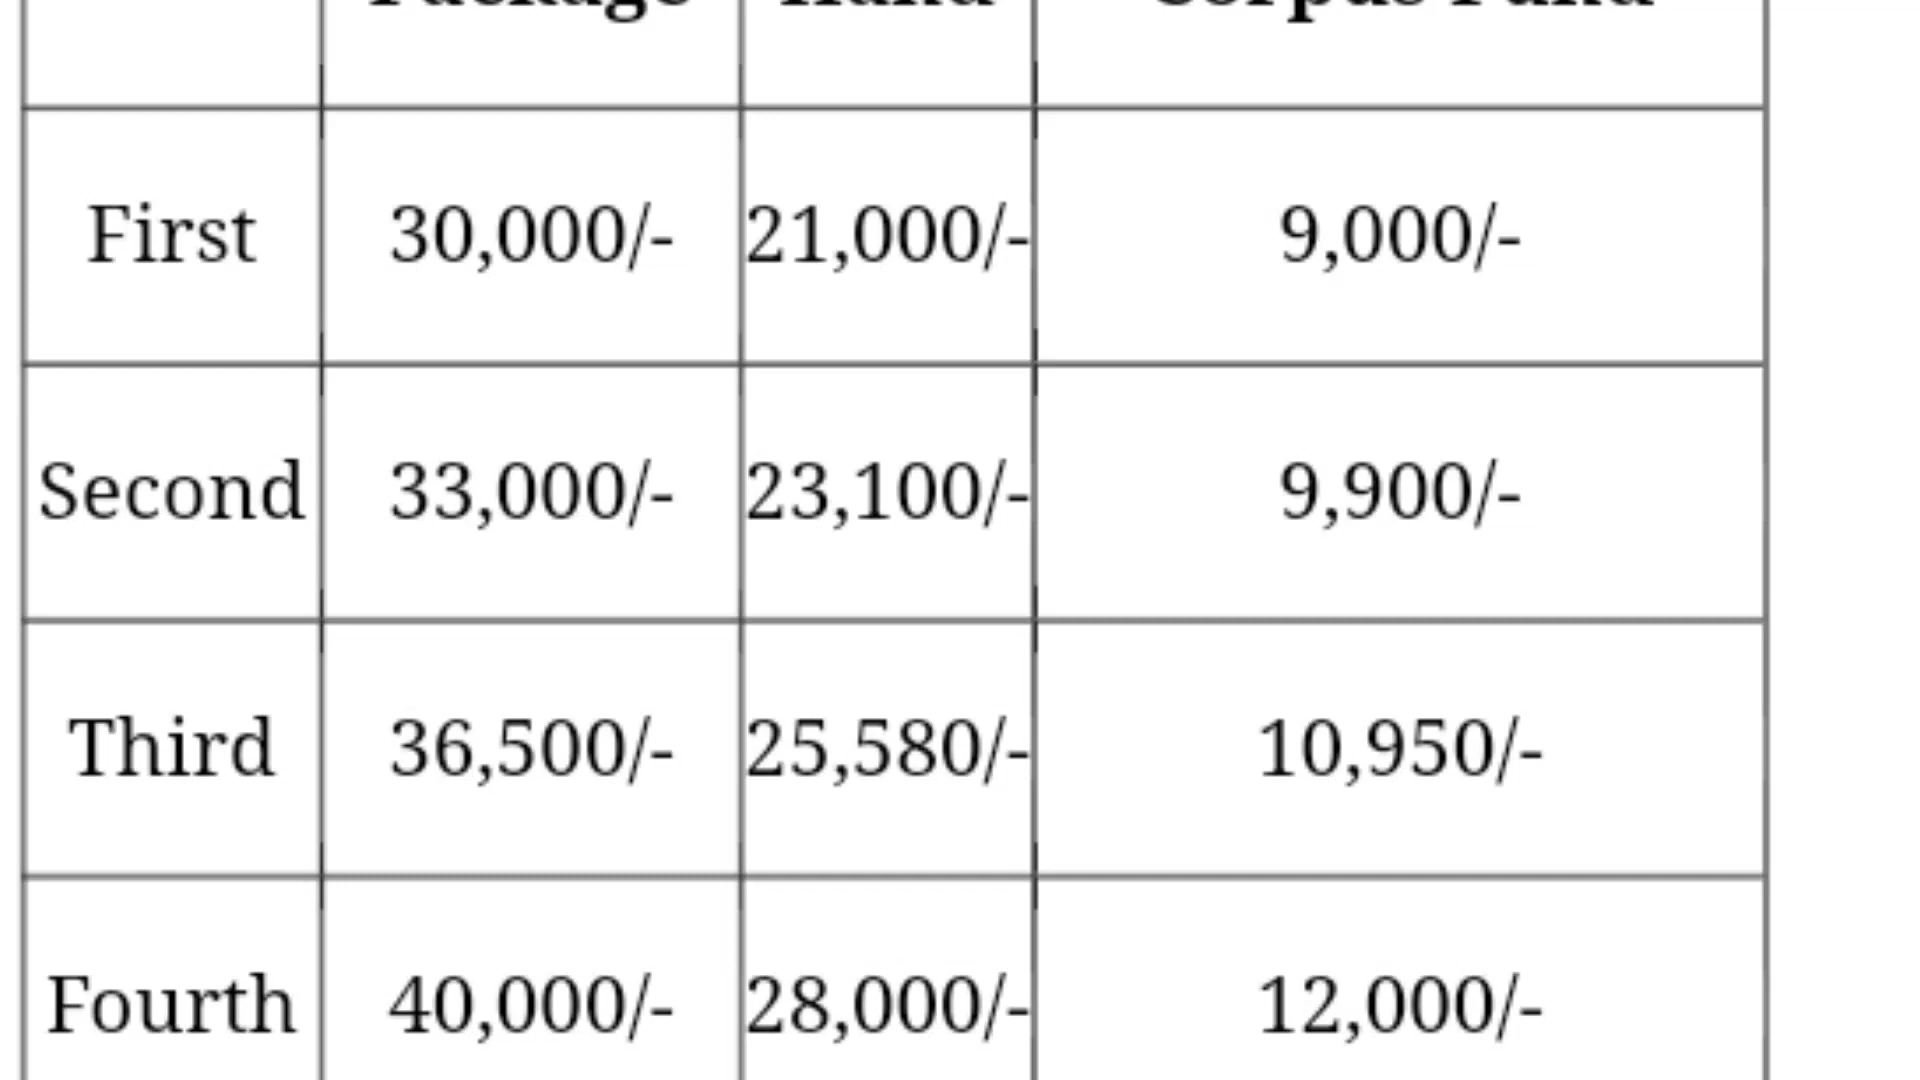 Package Hand Corpus Fund
First 30,000/- 21,000/- 9,000/-
Second 33,000/- 23,100/- 9,900/-
Third 36,500/- 25,580/- 10,950/-
Fourth 40,000/- 28,000/- 12,000/-